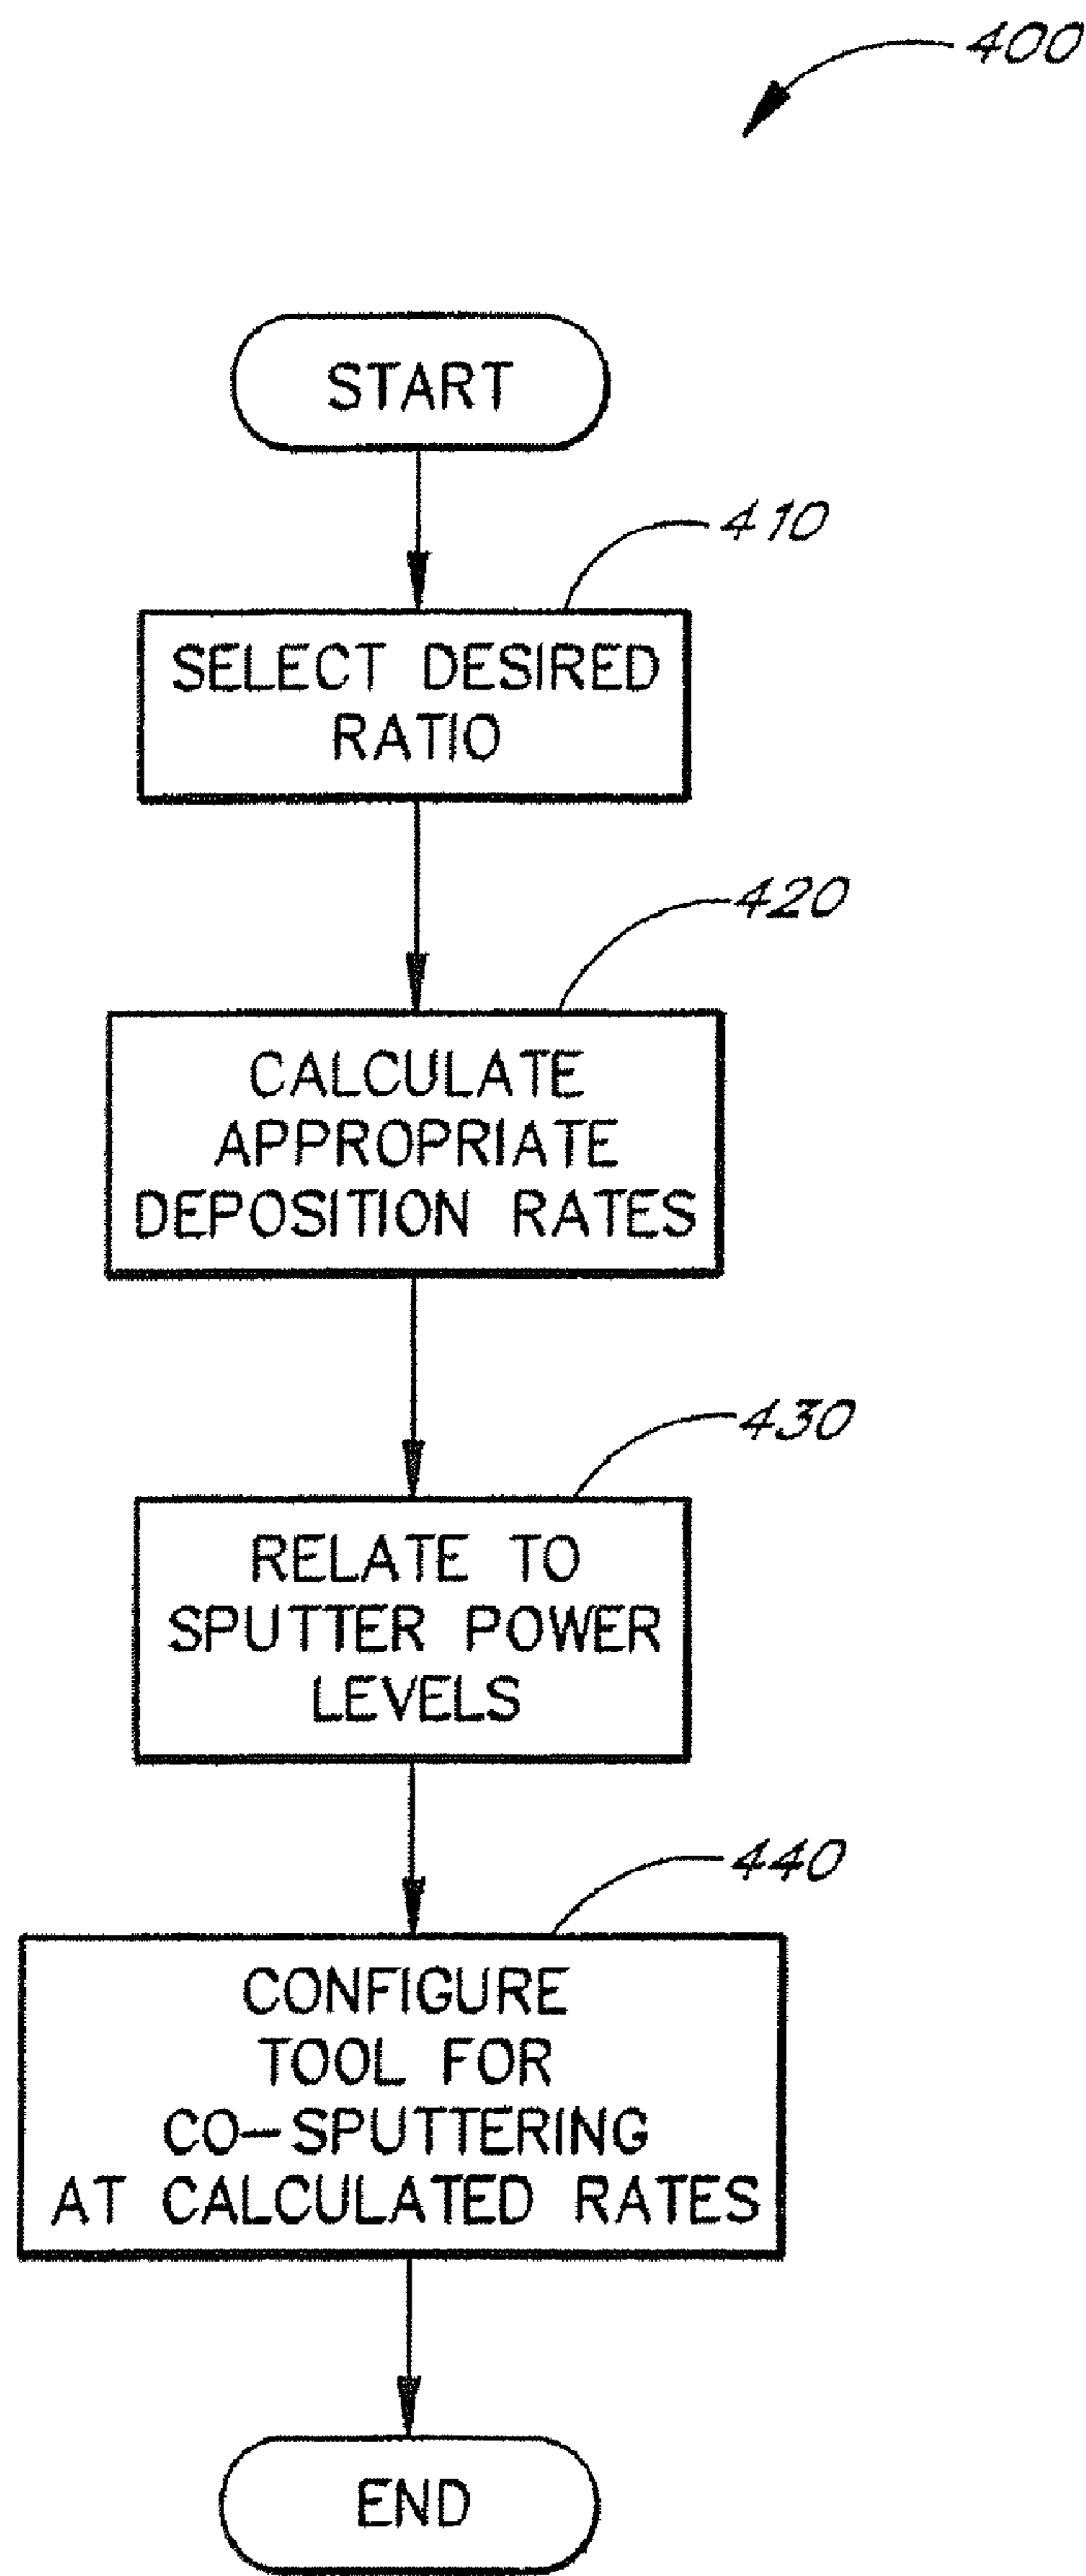 400
START
410
SELECT DESIRED
RATIO
420
CALCULATE
APPROPRIATE
DEPOSITION RATES
430
RELATE TO
SPUTTER POWER
LEVELS
440
CONFIGURE
TOOL FOR
CO-SPUTTERING
AT CALCULATED RATES
END